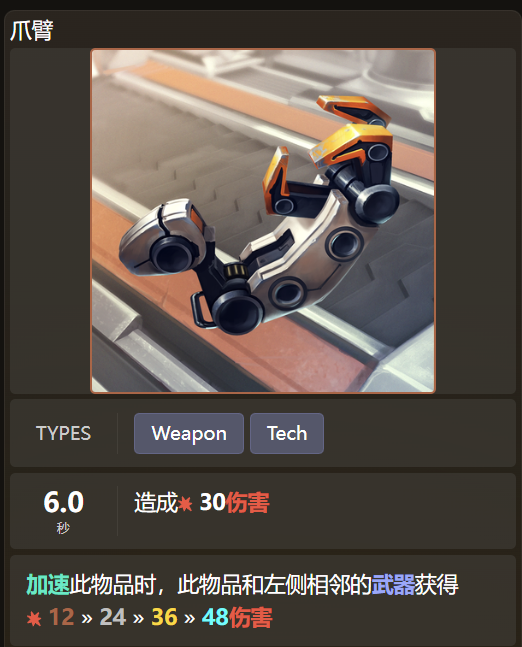 爪臂
TYPES
Weapon
Tech
6.0
秒
造成 30伤害
加速此物品时，此物品和左侧相邻的武器获得
12 » 24 » 36 » 48伤害